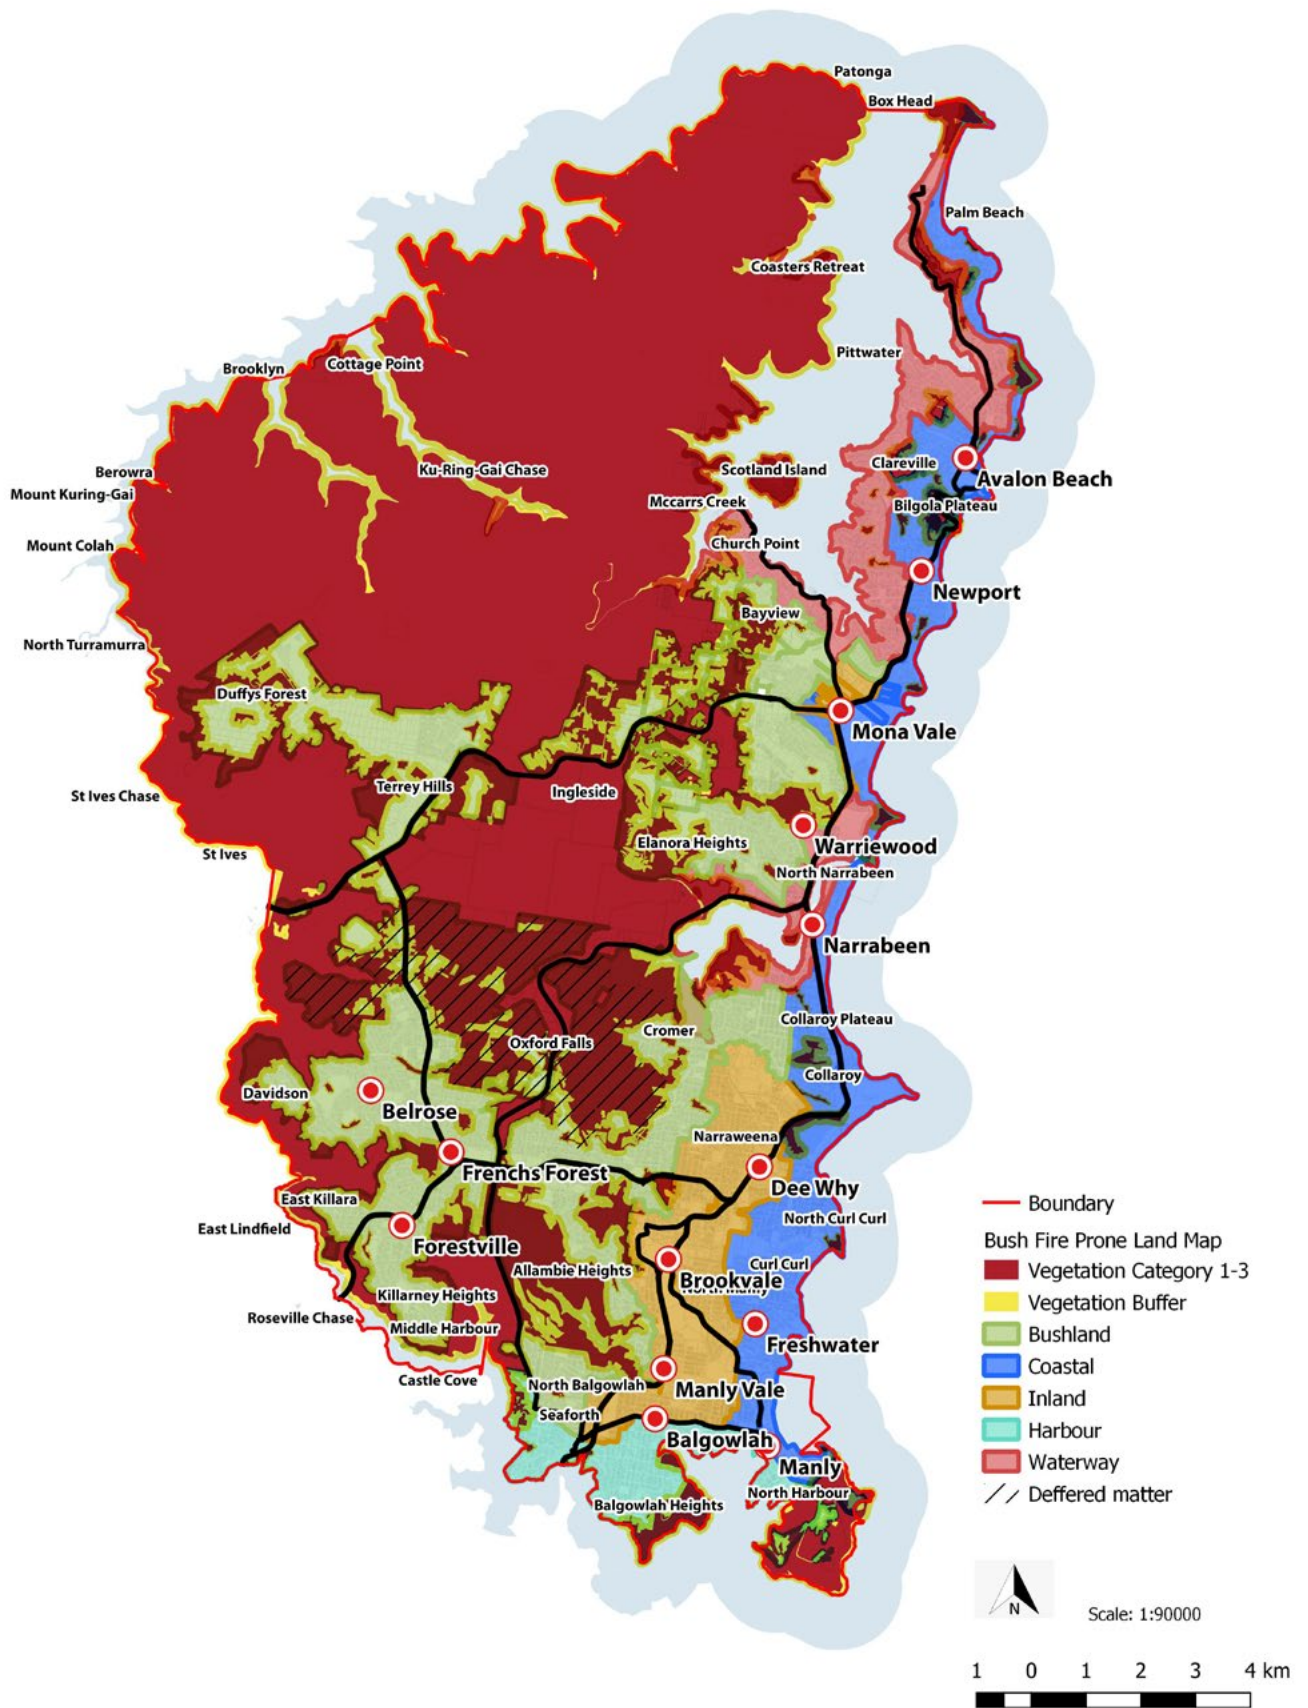 Patonga
Box Head
Palm Beach
Coasters Retreat
Pittwater
Cottage Point
Brooklyn
Clareville
Avalon Beach
Scotland Island
Ku-Ring-Gai Chase
Berowra
Mount Kuring-Gai
Mccarrs Creek
Bilgola Plateau
Church Point
Mount Colah
Newport
Bayview
North Turramurra
Duffys Forest
Mona Vale
Terrey Hills
Ingleside
St Ives Chase
Elanora Heights
Warriewood
St Ives
North Narrabeen
Narrabeen
Collaroy Plateau
Cromer
Oxford Falls
Collaroy
Davidson
Belrose
Narraweena
Frenchs Forest
Dee Why
East Killara
North Curl Curl
East Lindfield
Forestville
Curl Curl
Allambie Heights
Brookvale
North Manly
Killarney Heights
Roseville Chase
Middle Harbour
Freshwater
Castle Cove
North Balgowlah
Manly Vale
Seaforth
Balgowlah
Manly
North Harbour
Balgowlah Heights
Boundary
Bush Fire Prone Land Map
Vegetation Category 1-3
Vegetation Buffer
Bushland
Coastal
Inland
Harbour
Waterway
Deffered matter
N
Scale: 1:90000
1 0 1 2 3 4 km